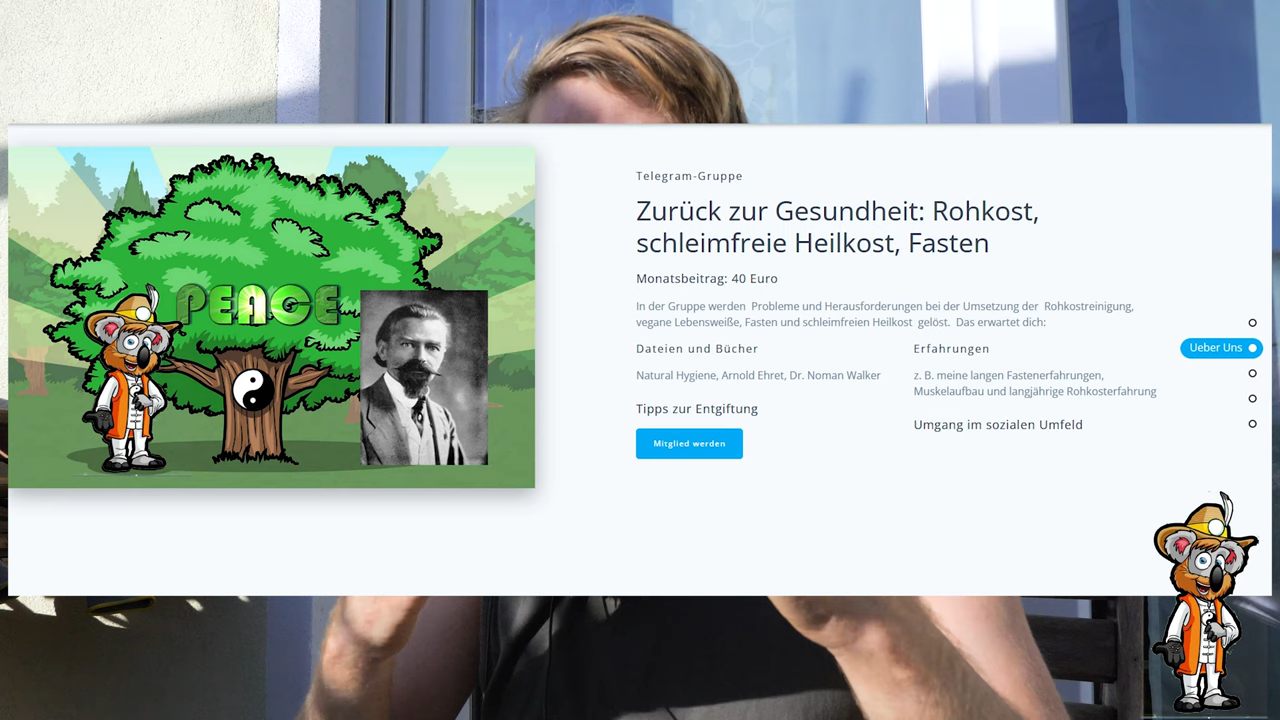 PEACE
Telegram-Gruppe
Zurück zur Gesundheit: Rohkost,
schleimfreie Heilkost, Fasten
Monatsbeitrag: 40 Euro
In der Gruppe werden Probleme und Herausforderungen bei der Umsetzung der Rohkostreinigung,
vegane Lebensweiße, Fasten und schleimfreien Heilkost gelöst. Das erwartet dich:
Dateien und Bücher
Natural Hygiene, Arnold Ehret, Dr. Noman Walker
Tipps zur Entgiftung
Mitglied werden
Erfahrungen
z. B. meine langen Fastenerfahrungen,
Muskelaufbau und langjährige Rohkosterfahrung
Umgang im sozialen Umfeld
Ueber Uns